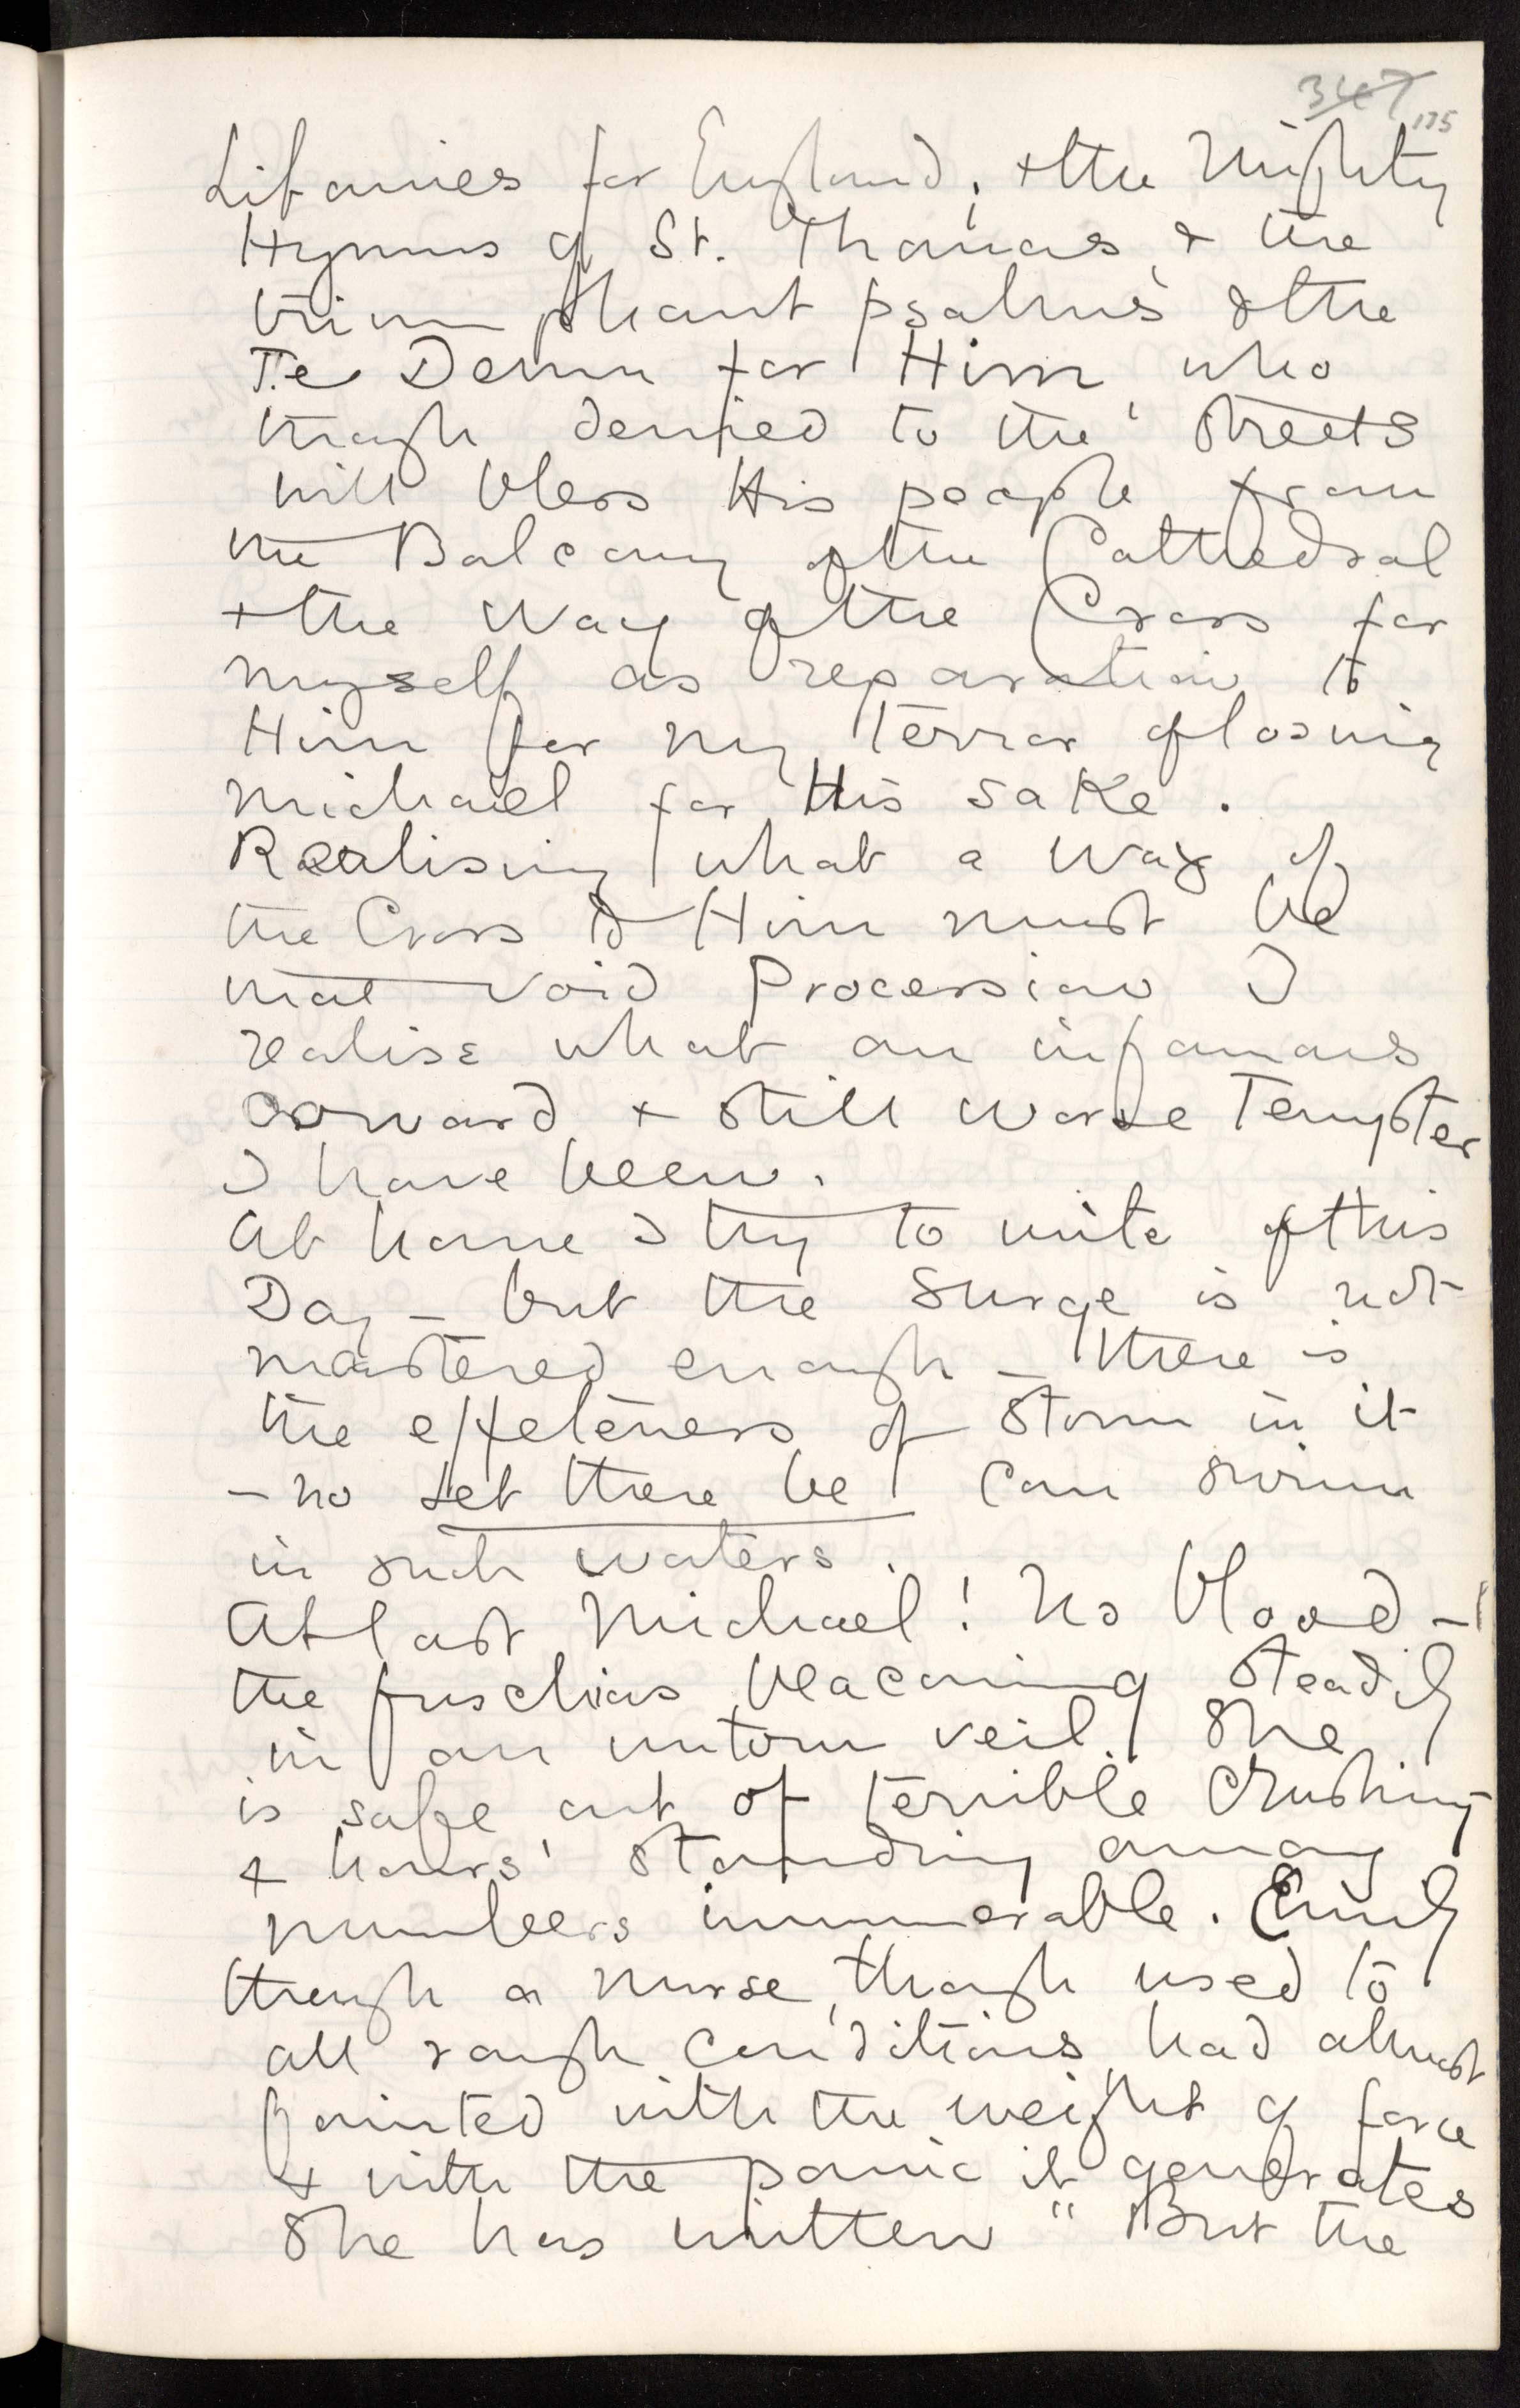 347
175
Litanies for England, + the Mighty
Hymns of St. Thomas, & the
triumphant psalms & the
Te Deum for Him, who
though denied to the streets
will bless His people from
the Balcony of the Cathedral
+ the Way of the Cross for
myself as reparation to
Him for my terror of losing
Michael for His sake.
Realising what a Way of
the Cross to Him must be
that void Procession I
realise what an infamous
coward + still worse Tempter
I have been.
At home I try to write of this
Day – but the surge is not
mastered enough – there is
the effeteness of storm in it
– no Let there be can swim
in such waters.
At last Michael! No blood –
the fuschias beaconing steadily
in an untorn veil. She
is safe, out of terrible crushing
& hours' standing among
numbers innumerable. Emily
though a nurse, though used to
all rough conditions, had almost
fainted with the weight of force
& with the panic it generates
She has written "But the